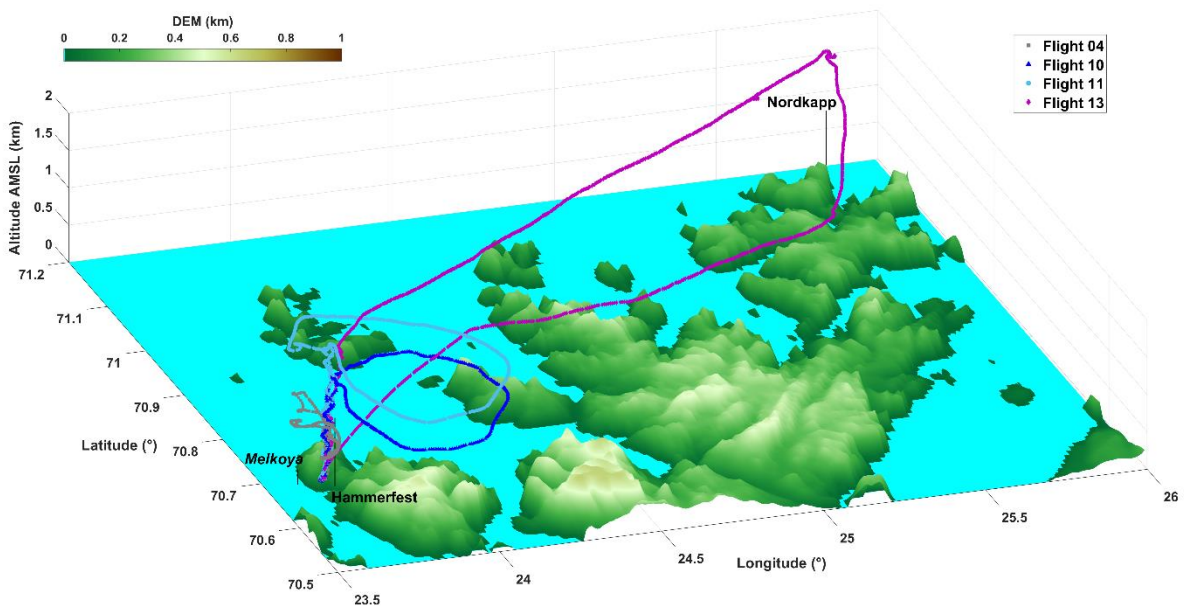 DEM (km)
0 0.2 0.4 0.6 0.8 1
Flight 04
Flight 10
Flight 11
Flight 13
Nordkapp
Altitude AMSL (km)
2
1.5
1
0.5
0
71.2
71.1
71
70.9
70.8
70.7
70.6
70.5
Latitude (°)
Melkoya
Hammerfest
23.5
24
24.5
25
25.5
26
Longitude (°)